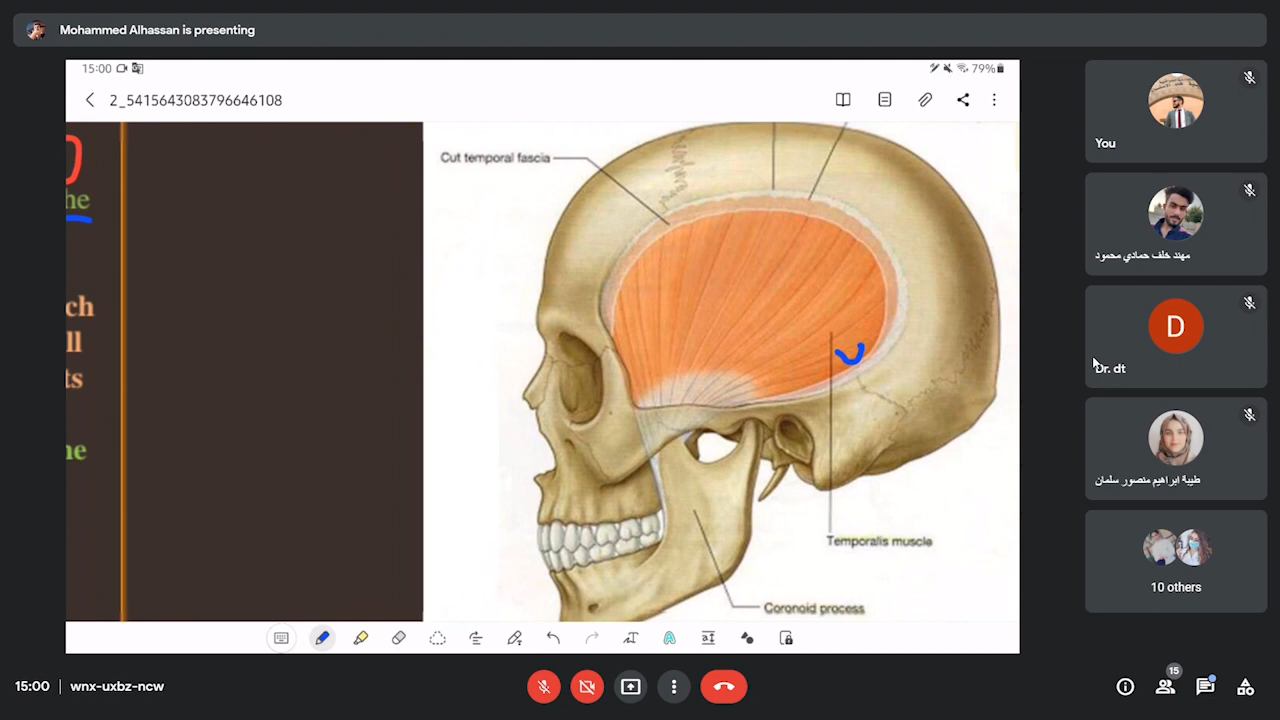 Mohammed Alhassan is presenting
15:00
79%
2_5415643083796646108
he
ch
ll
ts
he
Cut temporal fascia
Temporalis muscle
Coronoid process
You
مهند خلف حمادي محمود
D
Dr. dt
طيبة ابراهيم منصور سلمان
10 others
15:00
wnx-uxbz-ncw
15